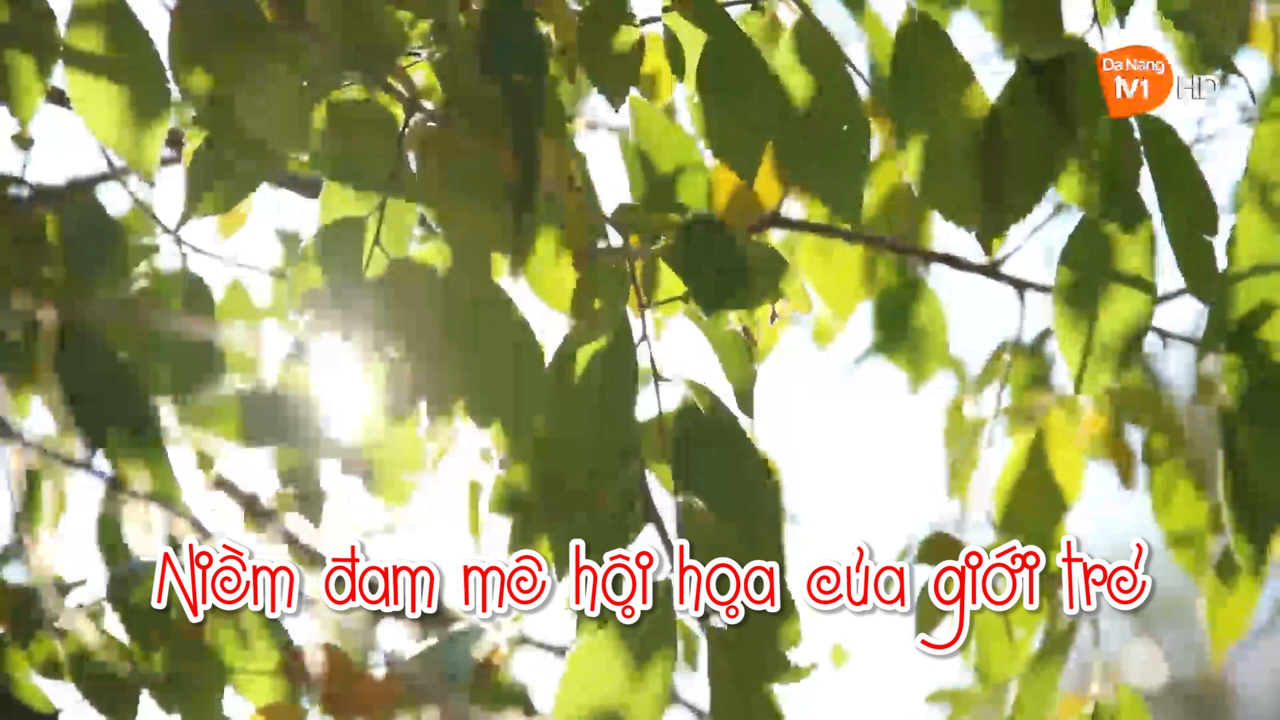 Da Nang
TV1 HD
Niềm đam mê hội họa của giới trẻ